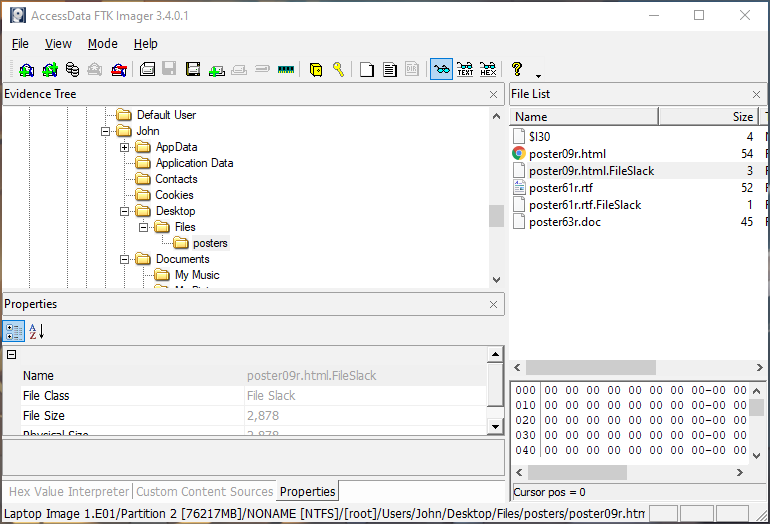 AccessData FTK Imager 3.4.0.1
File View Mode Help
TEXT HEX
Evidence Tree
Default User
John
AppData
Application Data
Contacts
Cookies
Desktop
Files
posters
Documents
My Music
Properties
A
Z
Name poster09r.html.FileSlack
File Class File Slack
File Size 2,878
Physical Size 2,878
Hex Value Interpreter Custom Content Sources Properties
File List
Name Size
$I30 4
poster09r.html 54
poster09r.html.FileSlack 3
poster61r.rtf 52
poster61r.rtf.FileSlack 1
poster63r.doc 45
000 00 00 00 00 00 00 00-00 00
010 00 00 00 00 00 00 00-00 00
020 00 00 00 00 00 00 00-00 00
030 00 00 00 00 00 00 00-00 00
040 00 00 00 00 00 00 00-00 00
Cursor pos = 0
Laptop Image 1.E01/Partition 2 [76217MB]/NONAME [NTFS]/[root]/Users/John/Desktop/Files/posters/poster09r.htm